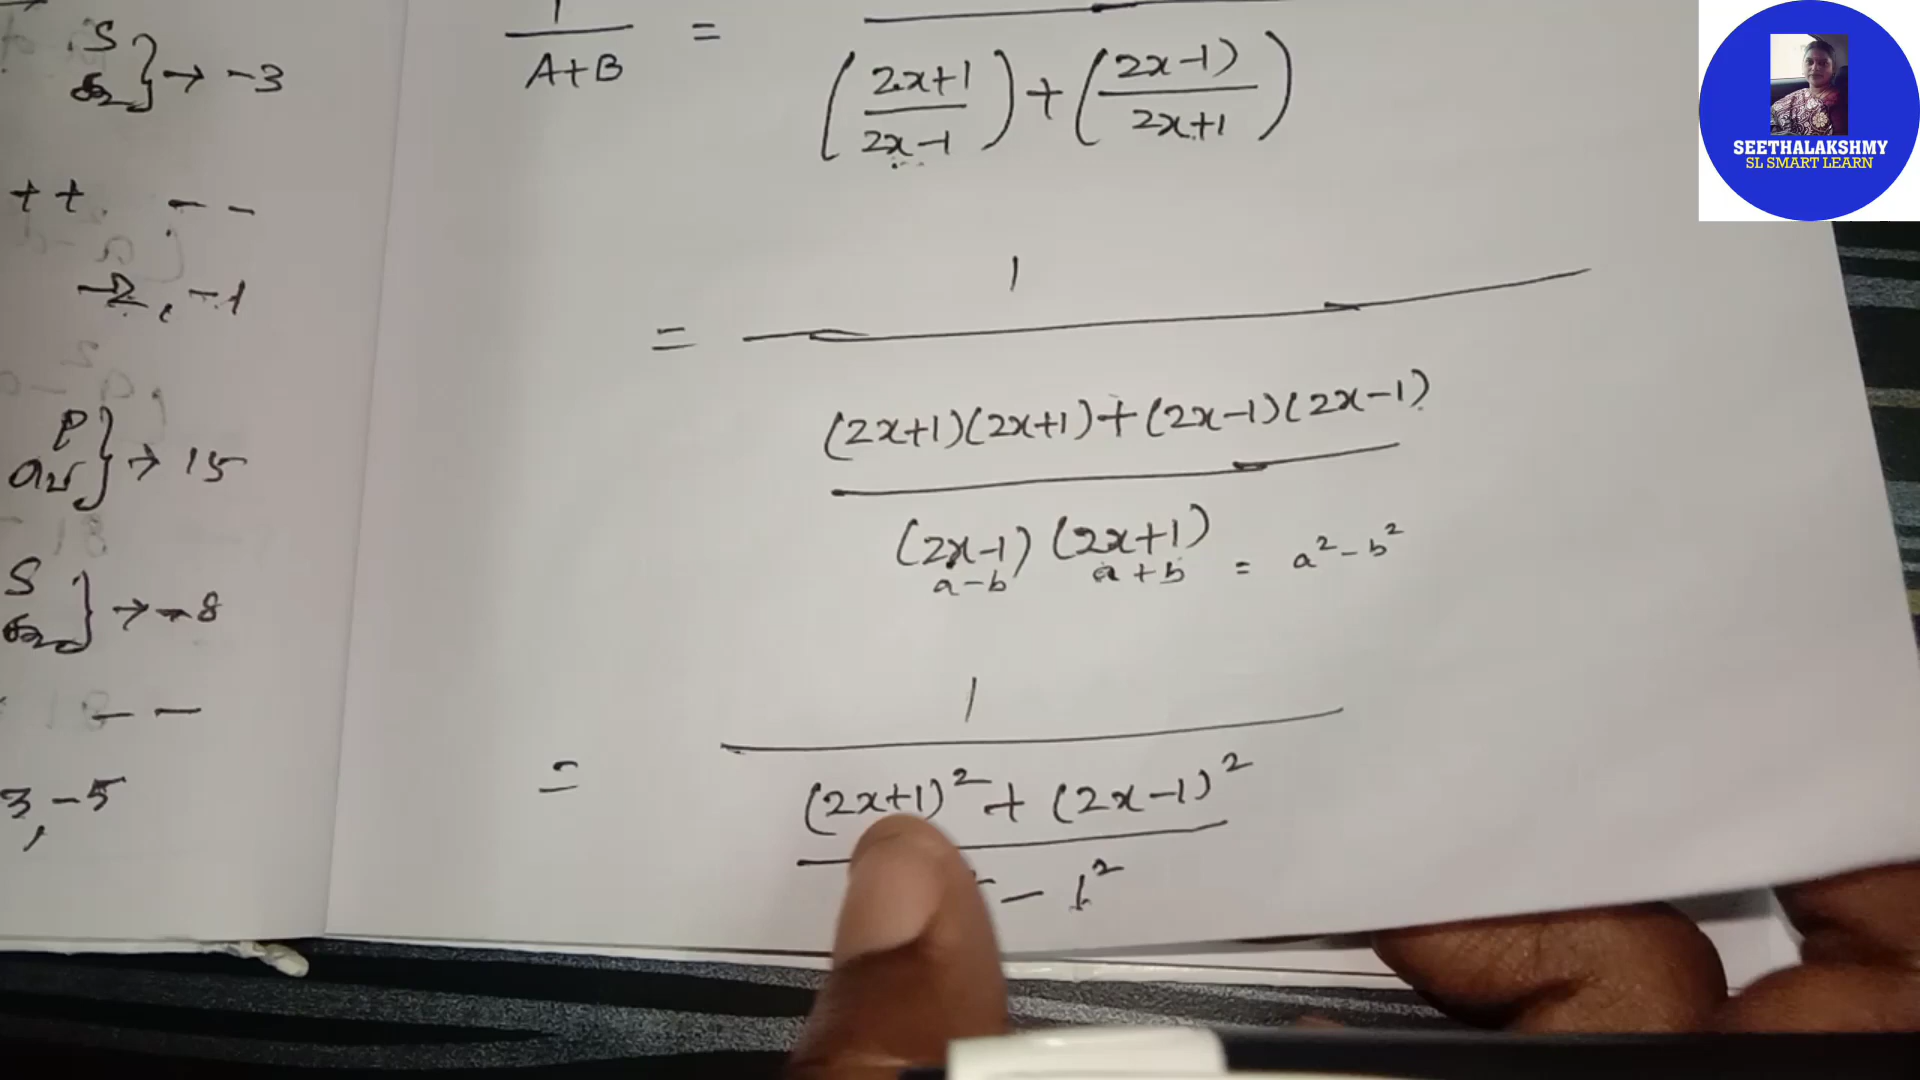 S
கூ } → -3
+ +  - -
-2, -1
P
பெ } → 15
S
கூ } → -8
- -
3, -5
1
A+B =
(2x+1 / 2x-1) + (2x-1) / 2x+1)
1
=
(2x+1)(2x+1)+(2x-1)(2x-1)
(2x-1) (2x+1)
a-b a+b = a² - b²
1
=
(2x+1)² + (2x-1)²
² - 1²
SEETHALAKSHMY
SL SMART LEARN